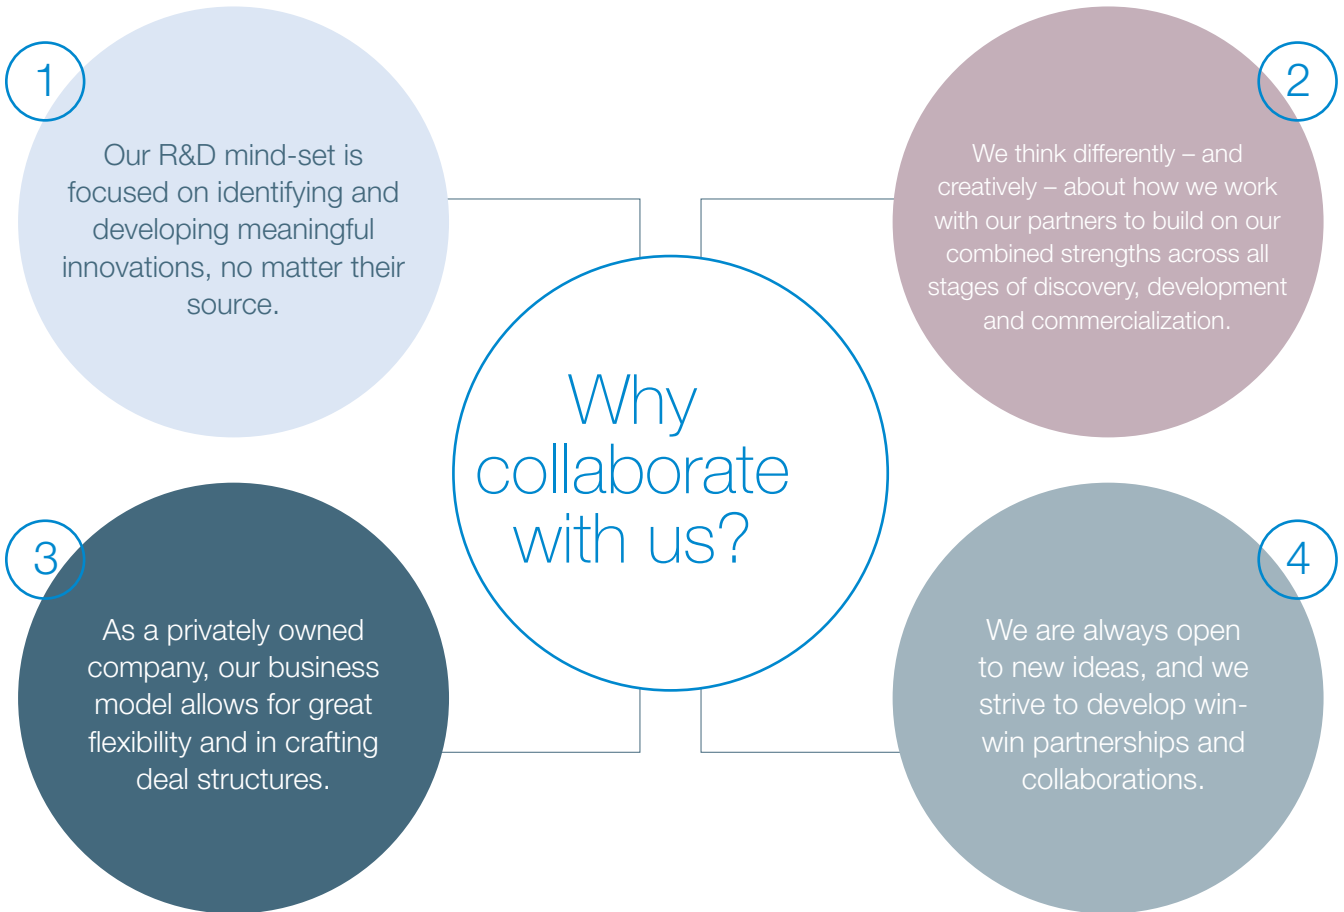 1
Our R&D mind-set is
focused on identifying and
developing meaningful
innovations, no matter their
source.
2
We think differently – and
creatively – about how we work
with our partners to build on our
combined strengths across all
stages of discovery, development
and commercialization.
Why
collaborate
with us?
3
As a privately owned
company, our business
model allows for great
flexibility and in crafting
deal structures.
4
We are always open
to new ideas, and we
strive to develop win-
win partnerships and
collaborations.